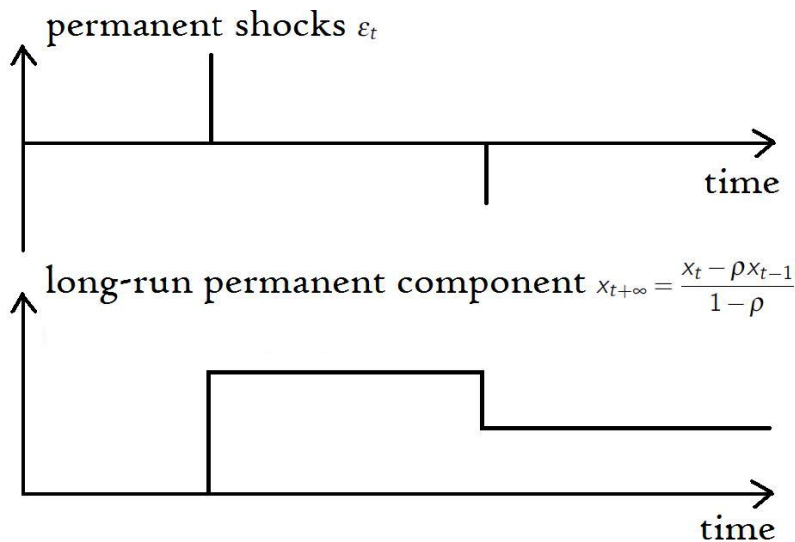 permanent shocks εₜ
time
long-run permanent component xₜ₊∞ = (xₜ − ρxₜ₋₁)/(1 − ρ)
time